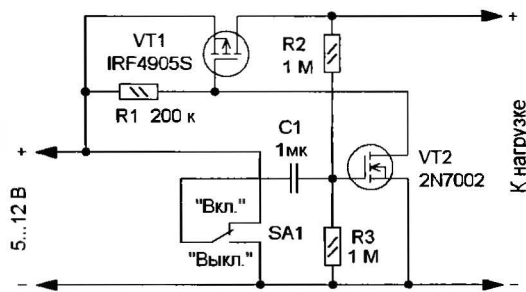 +
VT1
IRF4905S
R2
1 М
R1 200 к
C1
1мк
VT2
2N7002
+
5...12 В
"Вкл."
SA1
"Выкл."
R3
1 М
К нагрузке
−
−